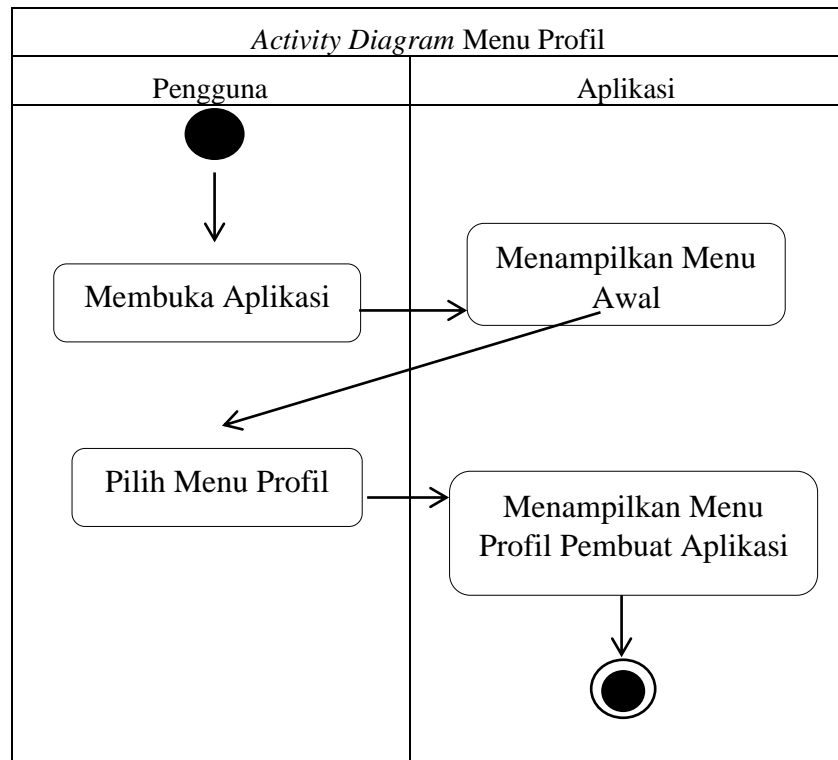 Activity Diagram Menu Profil
Pengguna
Aplikasi
Membuka Aplikasi
Menampilkan Menu
Awal
Pilih Menu Profil
Menampilkan Menu
Profil Pembuat Aplikasi